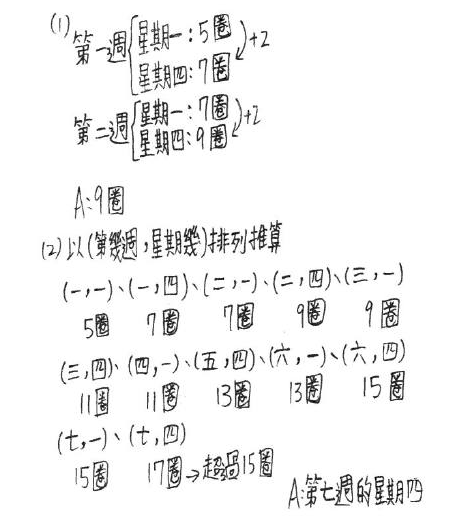 (1)
第一週{星期一:5圈
星期四:7圈 )+2
第二週{星期一:7圈
星期四:9圈 )+2
A:9圈
(2)以(第幾週,星期幾)排列推算
(一,一)、(一,四)、(二,一)、(二,四)、(三,一)
5圈 7圈 7圈 9圈 9圈
(三,四)、(四,一)、(五,四)、(六,一)、(六,四)
11圈 11圈 13圈 13圈 15圈
(七,一)、(七,四)
15圈 17圈→超過15圈
A:第七週的星期四